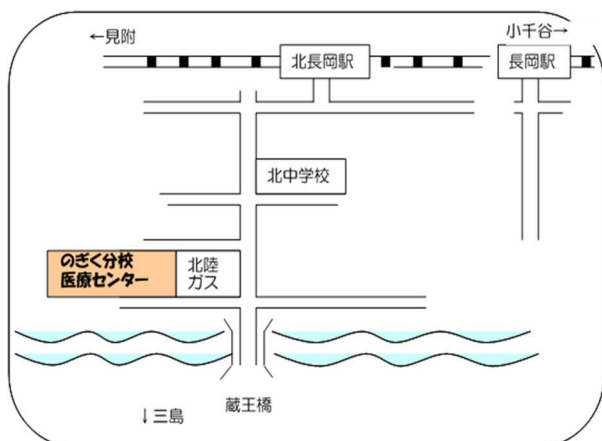 小千谷→
←見附
北長岡駅
長岡駅
北中学校
のぎく分校
医療センター
北陸
ガス
蔵王橋
↓三島